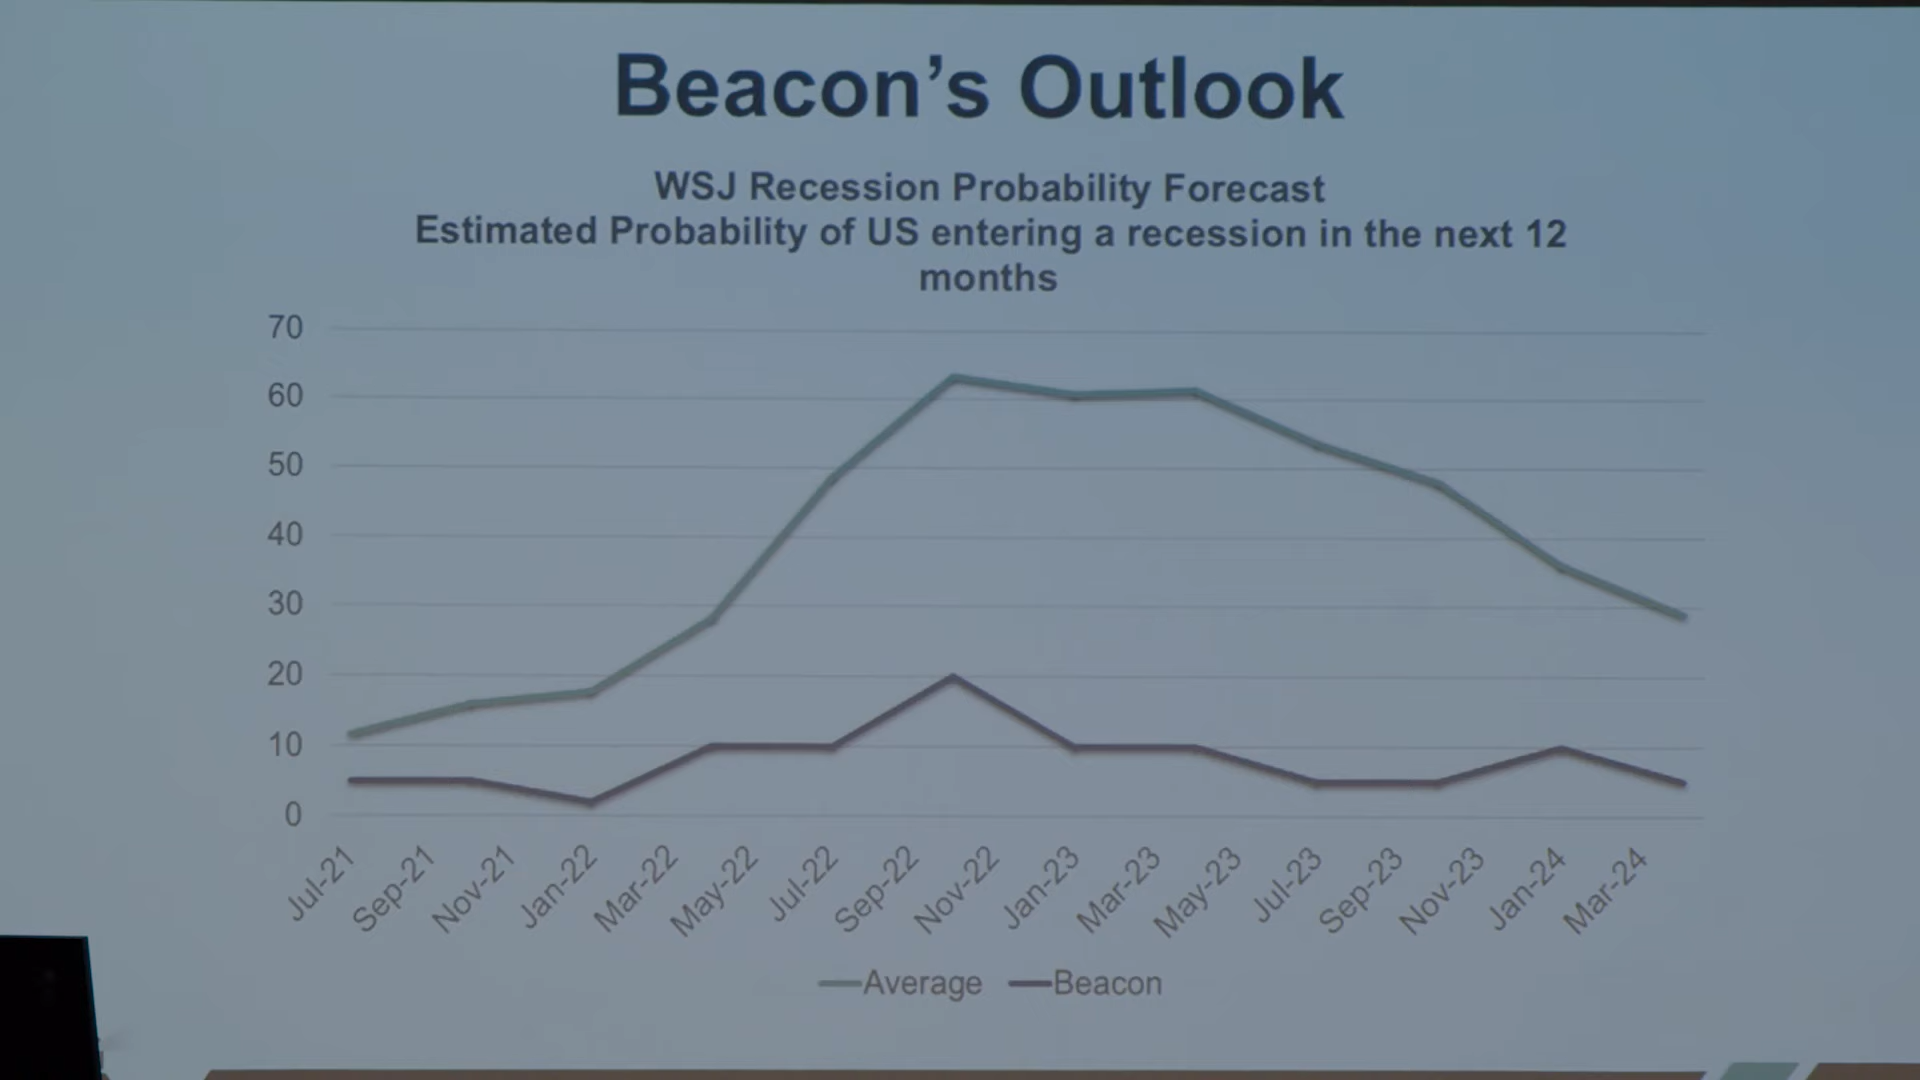 Beacon’s Outlook
WSJ Recession Probability Forecast
Estimated Probability of US entering a recession in the next 12
months
70
60
50
40
30
20
10
0
Jul-21
Sep-21
Nov-21
Jan-22
Mar-22
May-22
Jul-22
Sep-22
Nov-22
Jan-23
Mar-23
May-23
Jul-23
Sep-23
Nov-23
Jan-24
Mar-24
Average Beacon